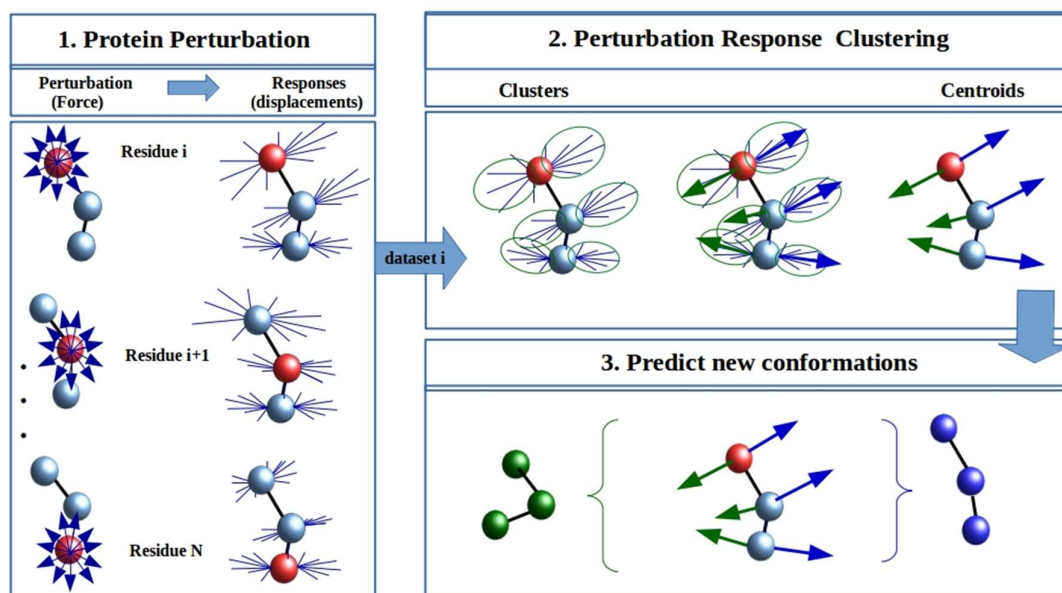 1. Protein Perturbation
Perturbation
(Force)
Responses
(displacements)
Residue i
Residue i+1
Residue N
dataset i
2. Perturbation Response Clustering
Clusters
Centroids
3. Predict new conformations